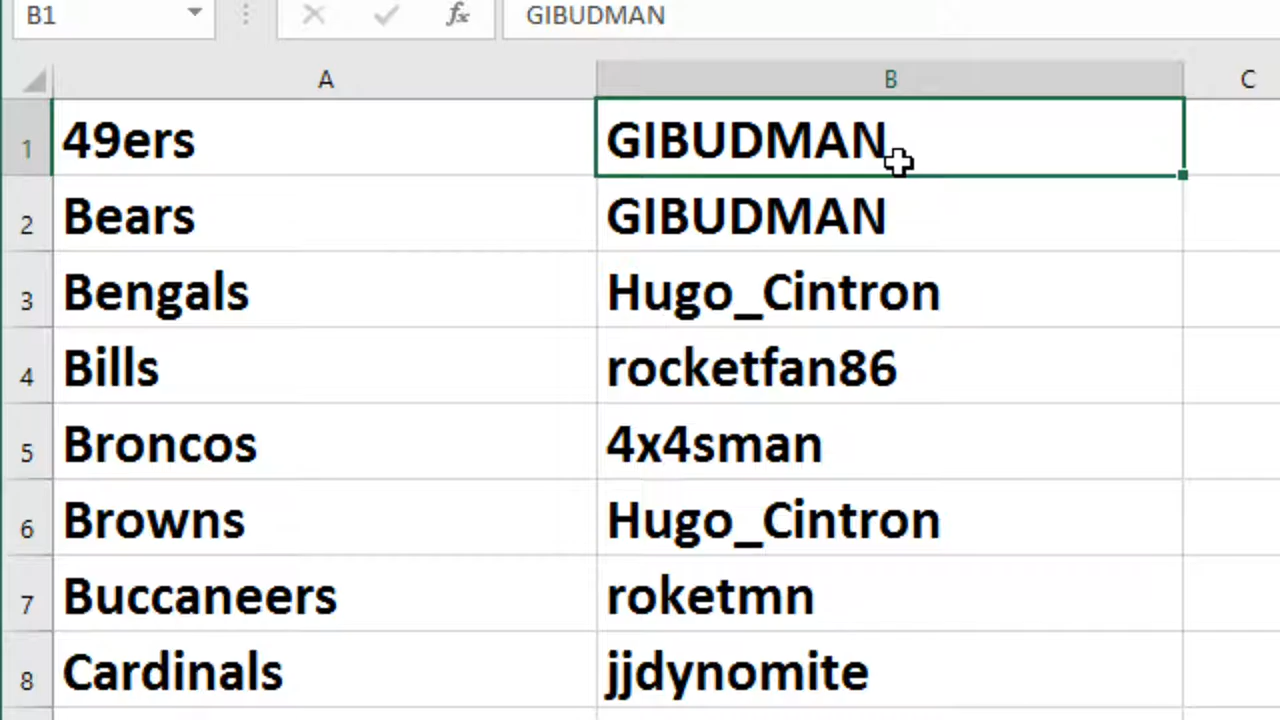 B1 fx GIBUDMAN
A B C
1 49ers GIBUDMAN
2 Bears GIBUDMAN
3 Bengals Hugo_Cintron
4 Bills rocketfan86
5 Broncos 4x4sman
6 Browns Hugo_Cintron
7 Buccaneers roketmn
8 Cardinals jjdynomite